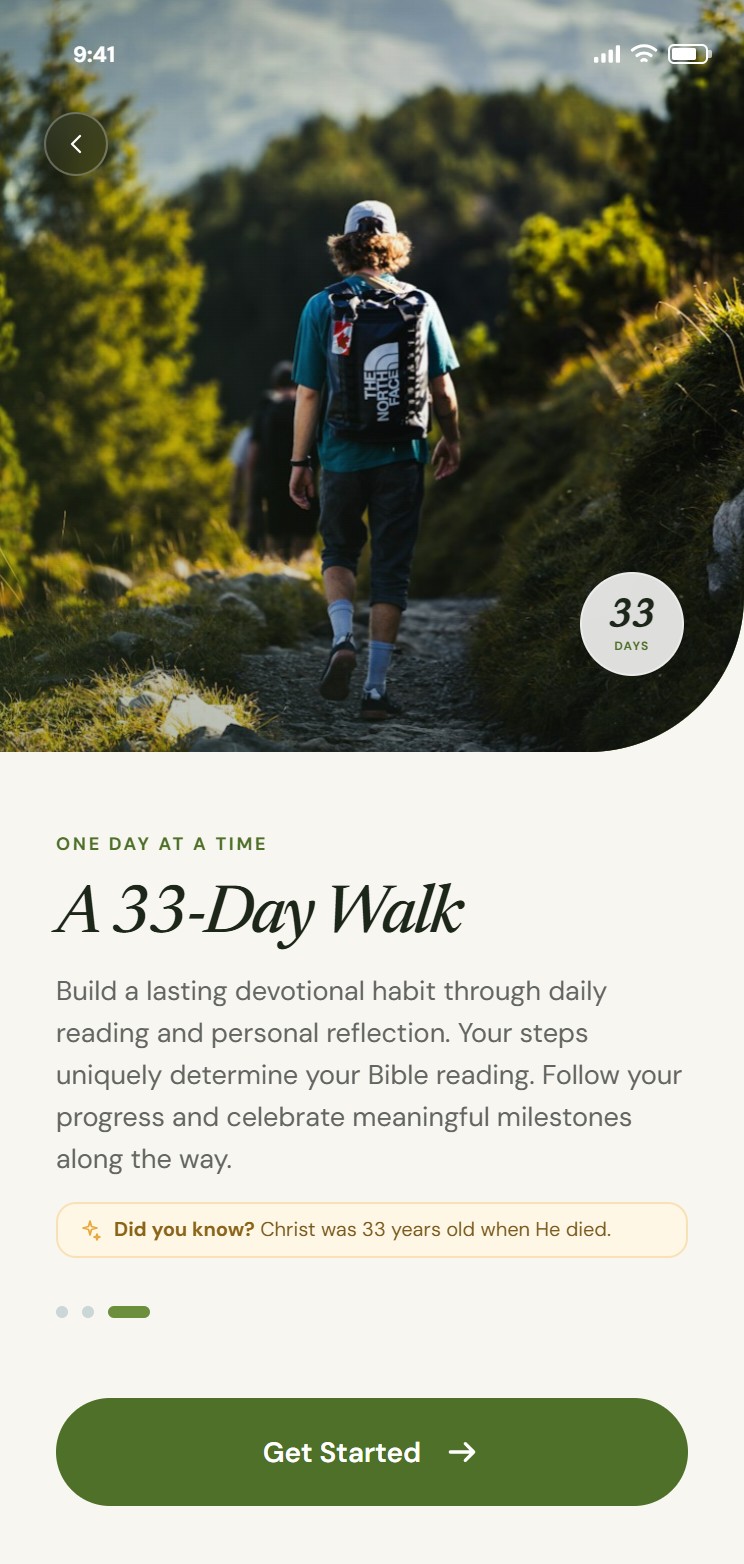 9:41
THE
NORTH
FACE
33
DAYS
ONE DAY AT A TIME
A 33-Day Walk
Build a lasting devotional habit through daily
reading and personal reflection. Your steps
uniquely determine your Bible reading. Follow your
progress and celebrate meaningful milestones
along the way.
Did you know? Christ was 33 years old when He died.
Get Started